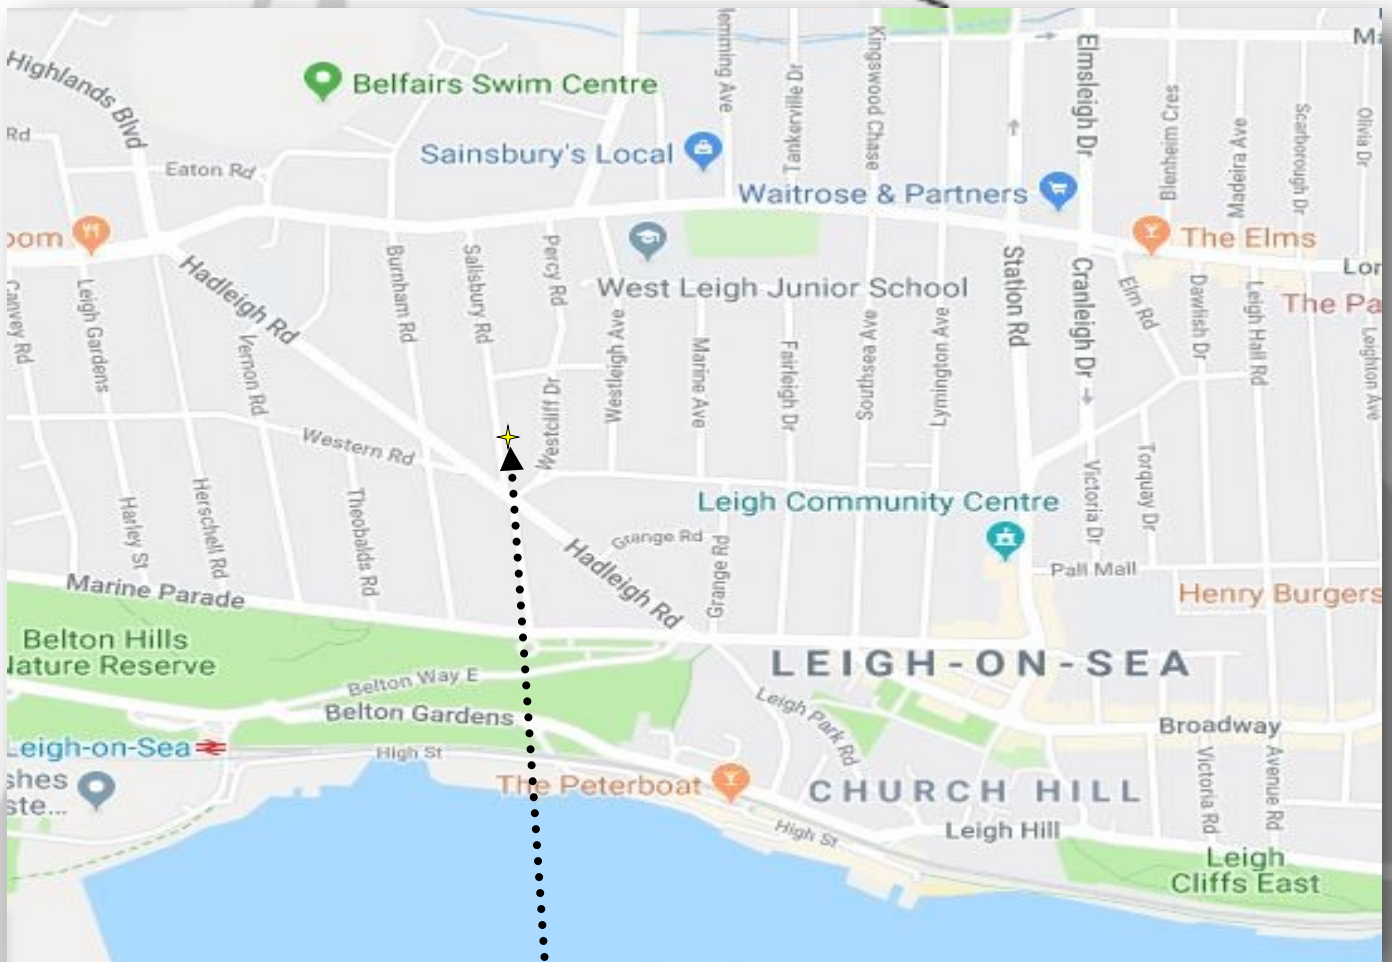 Highlands Blvd
Belfairs Swim Centre
Tankerville Dr
Kingswood Chase
Elmsleigh Dr
Blenheim Cres
Madeira Ave
Scarborough Dr
Olivia Dr
Rd
Eaton Rd
Sainsbury's Local
Waitrose & Partners
The Elms
West Leigh Junior School
Canvey Rd
Leigh Gardens
Hadleigh Rd
Vernon Rd
Burnham Rd
Salisbury Rd
Percy Rd
Westcliff Dr
Westleigh Ave
Marine Ave
Fairleigh Dr
Southsea Ave
Lymington Ave
Station Rd
Cranleigh Dr
Elm Rd
Dawlish Dr
Leigh Hall Rd
The Pa
Leighton Ave
Western Rd
Harley St
Herschell Rd
Theobalds Rd
Leigh Community Centre
Victoria Dr
Torquay Dr
Grange Rd
Grange Rd
Hadleigh Rd
Pall Mall
Henry Burgers
Marine Parade
Belton Hills
Nature Reserve
LEIGH-ON-SEA
Belton Way E
Belton Gardens
Leigh Park Rd
Broadway
Leigh-on-Sea
High St
shes
ste...
The Peterboat
CHURCH HILL
Victoria Rd
Avenue Rd
High St
Leigh Hill
Leigh
Cliffs East